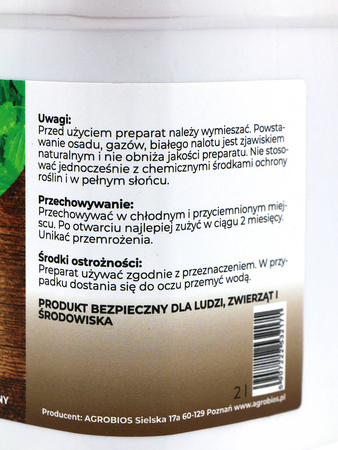 Uwagi:
Przed użyciem preparat należy wymieszać. Powsta-
wanie osadu, gazów, białego nalotu jest zjawiskiem
naturalnym i nie obniża jakości preparatu. Nie stoso-
wać jednocześnie z chemicznymi środkami ochrony
roślin i w pełnym słońcu.
Przechowywanie:
Przechowywać w chłodnym i przyciemnionym miej-
scu. Po otwarciu najlepiej zużyć w ciągu 2 miesięcy.
Unikać przemrożenia.
Środki ostrożności:
Preparat używać zgodnie z przeznaczeniem. W przy-
padku dostania się do oczu przemyć wodą.
PRODUKT BEZPIECZNY DLA LUDZI, ZWIERZĄT I
ŚRODOWISKA
2 l
NY
Producent: AGROBIOS Sielska 17a 60-129 Poznań www.agrobios.pl